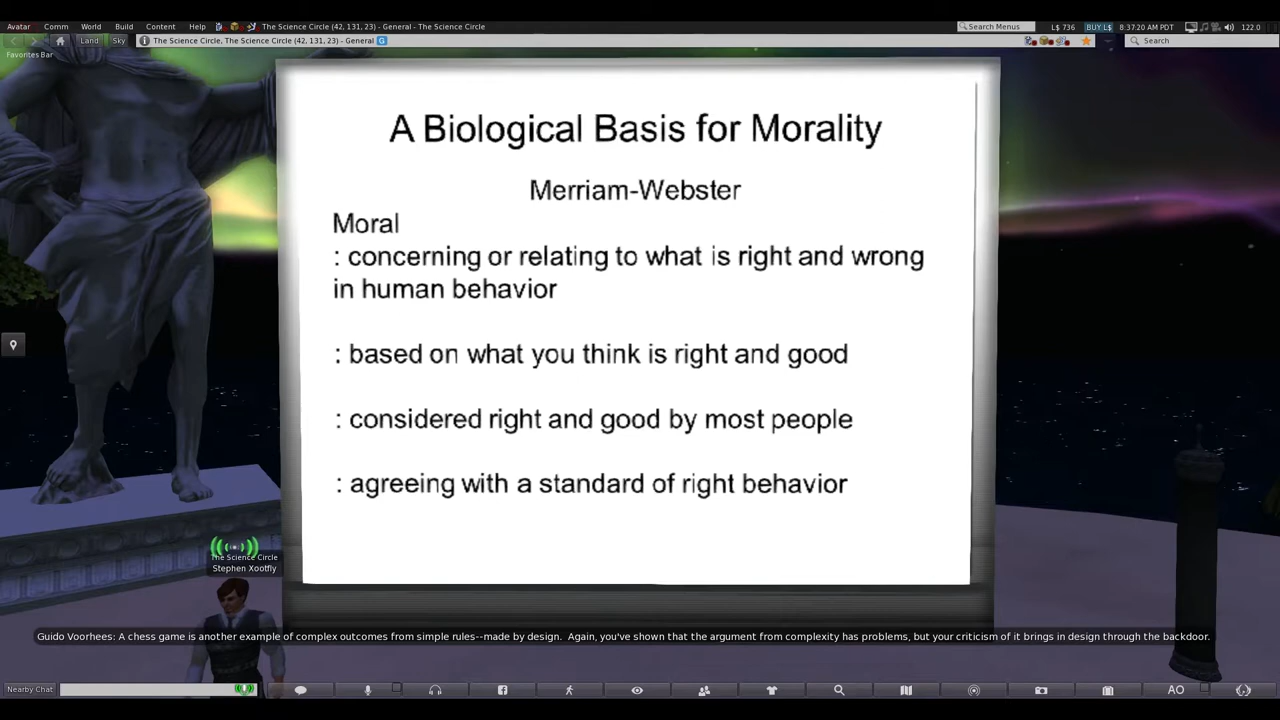 Avatar Comm World Build Content Help The Science Circle (42, 131, 23) - General - The Science Circle Search Menus L$ 736 BUY L$ 8:37:20 AM PDT 122.0
Land Sky The Science Circle, The Science Circle (42, 131, 23) - General G Search
Favorites Bar
A Biological Basis for Morality
Merriam-Webster
Moral
: concerning or relating to what is right and wrong
in human behavior
: based on what you think is right and good
: considered right and good by most people
: agreeing with a standard of right behavior
The Science Circle
Stephen Xootfly
Guido Voorhees: A chess game is another example of complex outcomes from simple rules--made by design.  Again, you've shown that the argument from complexity has problems, but your criticism of it brings in design through the backdoor.
Nearby Chat AO